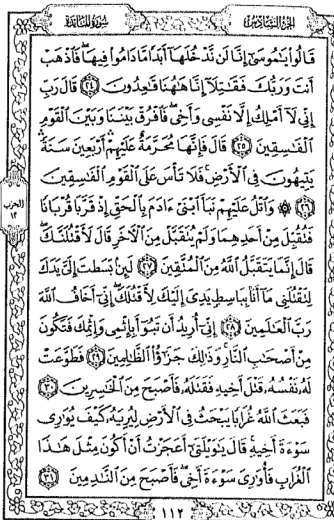 سورة المائدة
الجزء السادس
قَالُوا۟ يَـٰمُوسَىٰٓ إِنَّا لَن نَّدْخُلَهَآ أَبَدًۭا مَّا دَامُوا۟ فِيهَا ۖ فَٱذْهَبْ
أَنتَ وَرَبُّكَ فَقَـٰتِلَآ إِنَّا هَـٰهُنَا قَـٰعِدُونَ ٢٤ قَالَ رَبِّ
إِنِّى لَآ أَمْلِكُ إِلَّا نَفْسِى وَأَخِى ۖ فَٱفْرُقْ بَيْنَنَا وَبَيْنَ ٱلْقَوْمِ
ٱلْفَـٰسِقِينَ ٢٥ قَالَ فَإِنَّهَا مُحَرَّمَةٌ عَلَيْهِمْ ۛ أَرْبَعِينَ سَنَةًۭ ۛ
يَتِيهُونَ فِى ٱلْأَرْضِ ۚ فَلَا تَأْسَ عَلَى ٱلْقَوْمِ ٱلْفَـٰسِقِينَ
٢٦ ۞ وَٱتْلُ عَلَيْهِمْ نَبَأَ ٱبْنَىْ ءَادَمَ بِٱلْحَقِّ إِذْ قَرَّبَا قُرْبَانًۭا
فَتُقُبِّلَ مِنْ أَحَدِهِمَا وَلَمْ يُتَقَبَّلْ مِنَ ٱلْـَٔاخَرِ قَالَ لَأَقْتُلَنَّكَ ۖ
قَالَ إِنَّمَا يَتَقَبَّلُ ٱللَّهُ مِنَ ٱلْمُتَّقِينَ ٢٧ لَئِنۢ بَسَطتَ إِلَىَّ يَدَكَ
لِتَقْتُلَنِى مَآ أَنَا۠ بِبَاسِطٍۢ يَدِىَ إِلَيْكَ لِأَقْتُلَكَ ۖ إِنِّىٓ أَخَافُ ٱللَّهَ
رَبَّ ٱلْعَـٰلَمِينَ ٢٨ إِنِّىٓ أُرِيدُ أَن تَبُوٓأَ بِإِثْمِى وَإِثْمِكَ فَتَكُونَ
مِنْ أَصْحَـٰبِ ٱلنَّارِ ۚ وَذَٰلِكَ جَزَٰٓؤُا۟ ٱلظَّـٰلِمِينَ ٢٩ فَطَوَّعَتْ
لَهُۥ نَفْسُهُۥ قَتْلَ أَخِيهِ فَقَتَلَهُۥ فَأَصْبَحَ مِنَ ٱلْخَـٰسِرِينَ ٣٠
فَبَعَثَ ٱللَّهُ غُرَابًۭا يَبْحَثُ فِى ٱلْأَرْضِ لِيُرِيَهُۥ كَيْفَ يُوَٰرِى
سَوْءَةَ أَخِيهِ ۚ قَالَ يَـٰوَيْلَتَىٰٓ أَعَجَزْتُ أَنْ أَكُونَ مِثْلَ هَـٰذَا
ٱلْغُرَابِ فَأُوَٰرِىَ سَوْءَةَ أَخِى ۖ فَأَصْبَحَ مِنَ ٱلنَّـٰدِمِينَ ٣١
الحزب
١٢
١١٢